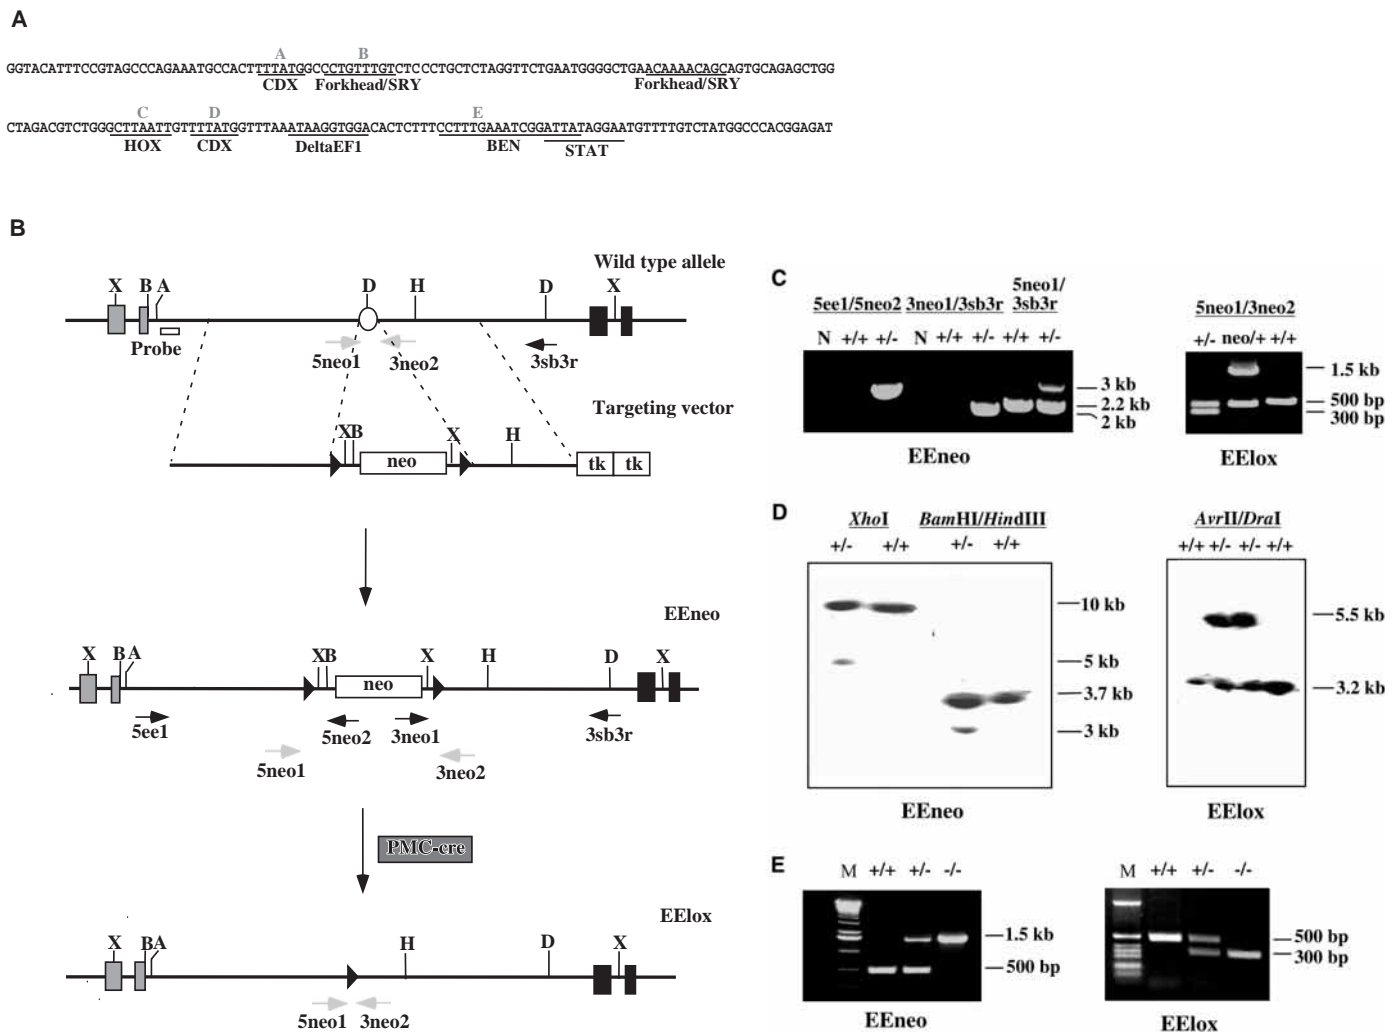 A
A B
GGTACATTTCCGTAGCCCAGAAATGCCACTTTTATGGCCCTGTTTGTCTCCCTGCTCTAGGTTCTGAATGGGGCTGAACAAAACAGCAGTGCAGAGCTGG
CDX Forkhead/SRY Forkhead/SRY
C D E
CTAGACGTCTGGGCTTAATTGTTTTATGGTTTAAATAAGGTGGACACTCTTTCCTTTGAAATCGGATTATAGGAATGTTTTGTCTATGGCCCACGGAGAT
HOX CDX DeltaEF1 BEN STAT
B
Wild type allele
X B A D H D X
Probe
5neo1 3neo2 3sb3r
Targeting vector
XB X H
neo tk tk
EEneo
X B A XB X H D X
neo
5ee1 5neo2 3neo1 3sb3r
5neo1 3neo2
PMC-cre
EElox
X BA H D X
5neo1 3neo2
C
5ee1/5neo2 3neo1/3sb3r 5neo1/
3sb3r
N +/+ +/- N +/+ +/- +/+ +/-
3 kb
2.2 kb
2 kb
EEneo
5neo1/3neo2
+/- neo/+ +/+
1.5 kb
500 bp
300 bp
EElox
D
XhoI BamHI/HindIII
+/- +/+ +/- +/+
10 kb
5 kb
3.7 kb
3 kb
EEneo
AvrII/DraI
+/+ +/- +/- +/+
5.5 kb
3.2 kb
EElox
E
M +/+ +/- -/-
1.5 kb
500 bp
EEneo
M +/+ +/- -/-
500 bp
300 bp
EElox